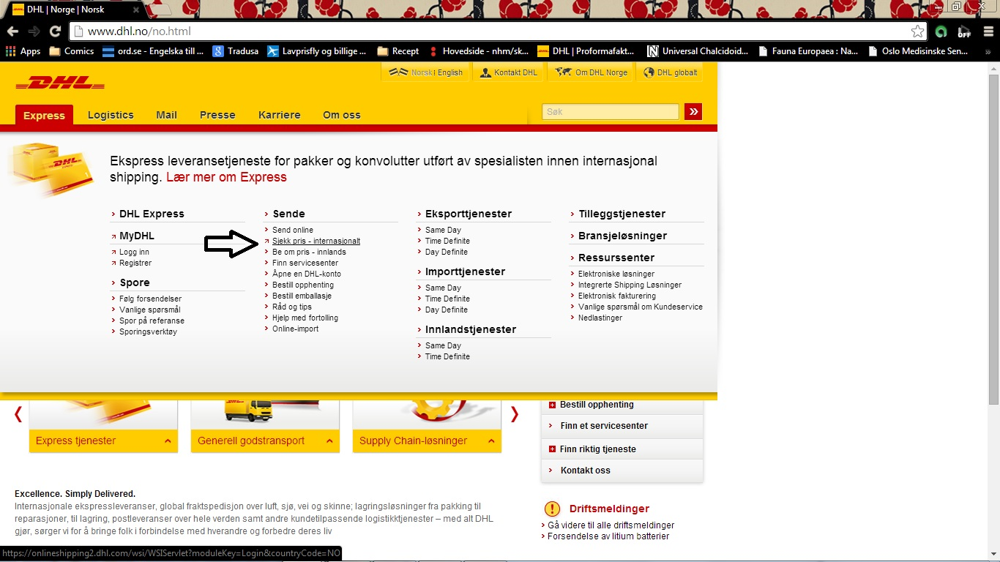 DHL | Norge | Norsk
www.dhl.no/no.html
OFF
Apps
Comics
ord.se - Engelska till ...
Tradusa
Lavprisfly og billige ...
Recept
Hovedside - nhm/sk...
DHL | Proformafakt...
Universal Chalcidoid...
Fauna Europaea : Na...
Oslo Medisinske Sen...
DHL
Norsk | English
Kontakt DHL
Om DHL Norge
DHL globalt
Express
Logistics
Mail
Presse
Karriere
Om oss
Søk
Ekspress leveransetjeneste for pakker og konvolutter utført av spesialisten innen internasjonal
shipping. Lær mer om Express
DHL Express
MyDHL
Logg inn
Registrer
Spore
Følg forsendelser
Vanlige spørsmål
Spor på referanse
Sporingsverktøy
Sende
Send online
Sjekk pris - internasjonalt
Be om pris - innlands
Finn servicesenter
Åpne en DHL-konto
Bestill opphenting
Bestill emballasje
Råd og tips
Hjelp med fortolling
Online-import
Eksporttjenester
Same Day
Time Definite
Day Definite
Importtjenester
Same Day
Time Definite
Day Definite
Innlandstjenester
Same Day
Time Definite
Tilleggstjenester
Bransjeløsninger
Ressurssenter
Elektroniske løsninger
Integrerte Shipping Løsninger
Elektronisk fakturering
Vanlige spørsmål om Kundeservice
Nedlastinger
Express tjenester
Generell godstransport
Supply Chain-løsninger
Bestill opphenting
Finn et servicesenter
Finn riktig tjeneste
Kontakt oss
Excellence. Simply Delivered.
Internasjonale ekspressleveranser, global fraktspedisjon over luft, sjø, vei og skinne; lagringsløsninger fra pakking til
reparasjoner, til lagring, postleveranser over hele verden samt andre kundetilpassende logistikktjenester – med alt DHL
gjør, sørger vi for å bringe folk i forbindelse med hverandre og forbedre deres liv
Driftsmeldinger
Gå videre til alle driftsmeldinger
Forsendelse av litium batterier
https://onlineshipping2.dhl.com/wsi/WSIServlet?moduleKey=Login&countryCode=NO